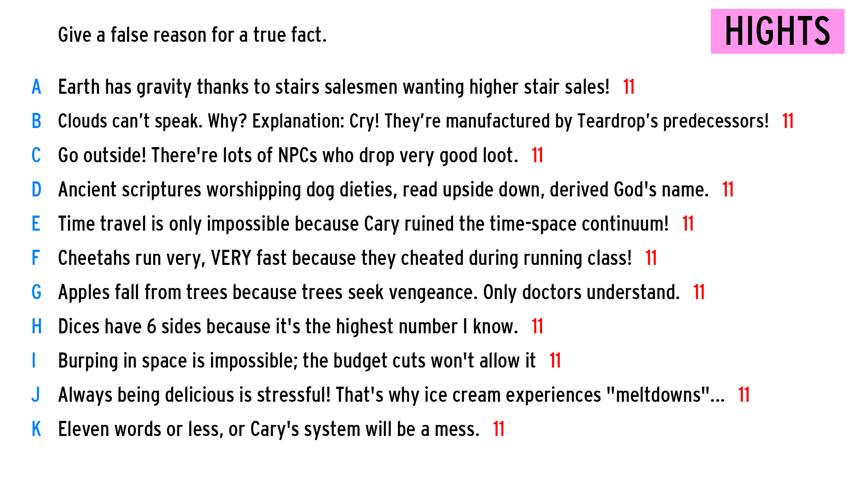 Give a false reason for a true fact.
HIGHTS
A Earth has gravity thanks to stairs salesmen wanting higher stair sales! 11
B Clouds can't speak. Why? Explanation: Cry! They're manufactured by Teardrop's predecessors! 11
C Go outside! There're lots of NPCs who drop very good loot. 11
D Ancient scriptures worshipping dog dieties, read upside down, derived God's name. 11
E Time travel is only impossible because Cary ruined the time-space continuum! 11
F Cheetahs run very, VERY fast because they cheated during running class! 11
G Apples fall from trees because trees seek vengeance. Only doctors understand. 11
H Dices have 6 sides because it's the highest number I know. 11
I Burping in space is impossible; the budget cuts won't allow it 11
J Always being delicious is stressful! That's why ice cream experiences "meltdowns"... 11
K Eleven words or less, or Cary's system will be a mess. 11